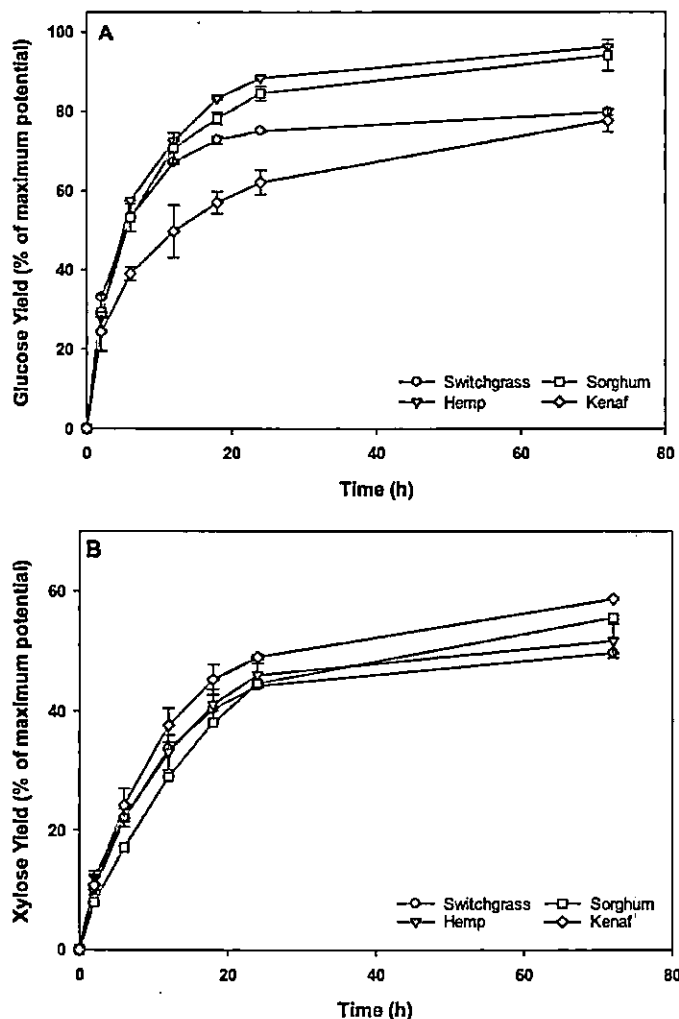 A
Glucose Yield (% of maximum potential)
100
80
60
40
20
0
Switchgrass
Sorghum
Hemp
Kenaf
0
20
40
60
80
Time (h)
B
Xylose Yield (% of maximum potential)
60
40
20
0
Switchgrass
Sorghum
Hemp
Kenaf
0
20
40
60
80
Time (h)